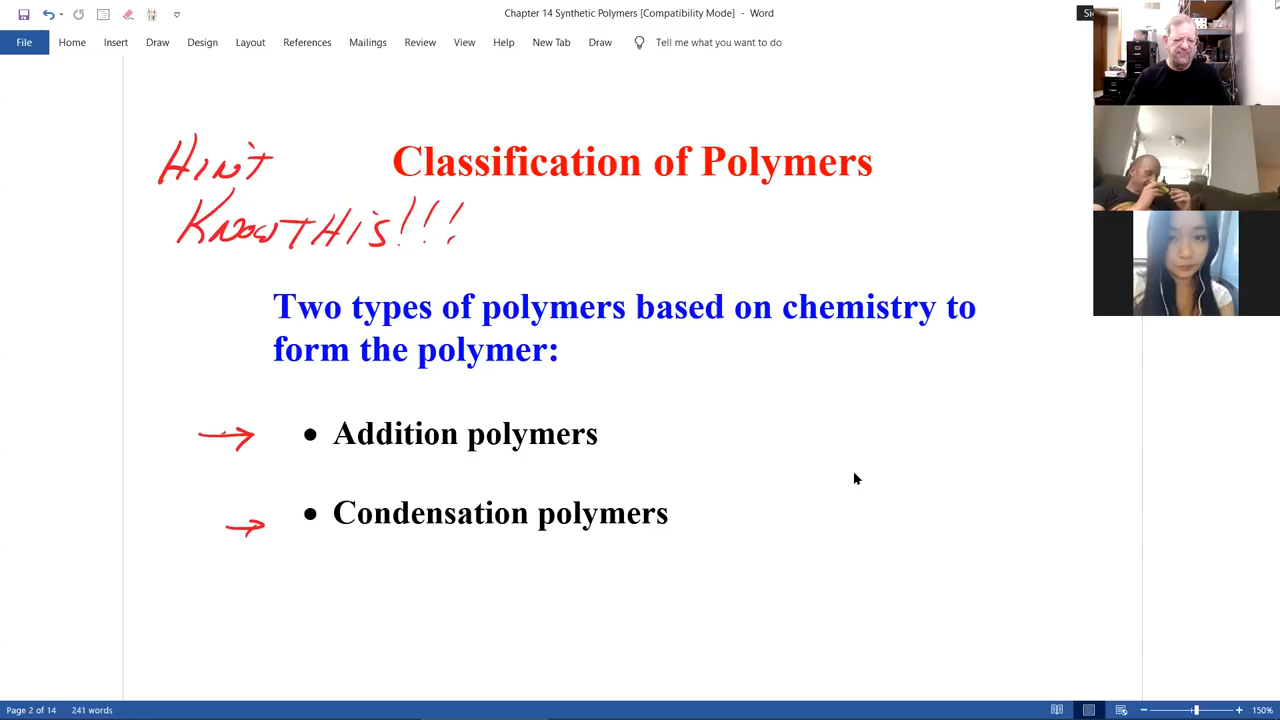 Chapter 14 Synthetic Polymers [Compatibility Mode] - Word
File Home Insert Draw Design Layout References Mailings Review View Help New Tab Draw Tell me what you want to do
Hint
Classification of Polymers
Know This!!!
Two types of polymers based on chemistry to
form the polymer:
• Addition polymers
• Condensation polymers
Page 2 of 14 241 words
150%